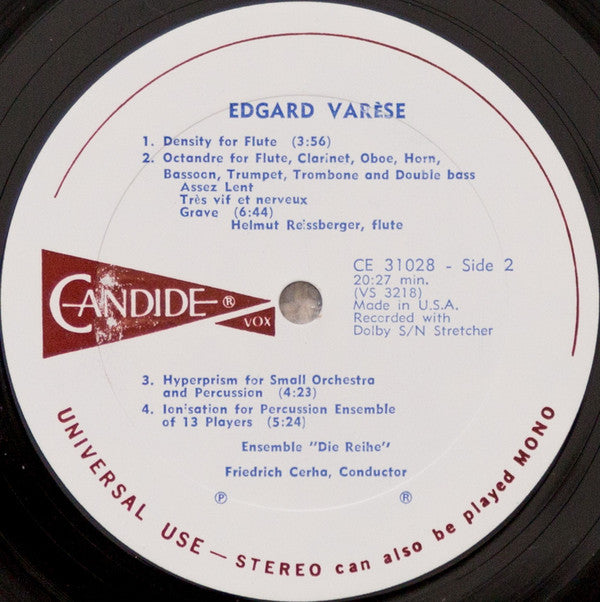 EDGARD VARÈSE
1. Density for Flute (3:56)
2. Octandre for Flute, Clarinet, Oboe, Horn,
Bassoon, Trumpet, Trombone and Double bass
Assez Lent
Très vif et nerveux
Grave (6:44)
Helmut Reissberger, flute
CANDIDE ®
VOX
CE 31028 - Side 2
20:27 min.
(VS 3218)
Made in U.S.A.
Recorded with
Dolby S/N Stretcher
3. Hyperprism for Small Orchestra
and Percussion (4:23)
4. Ionisation for Percussion Ensemble
of 13 Players (5:24)
Ensemble "Die Reihe"
Friedrich Cerha, Conductor
℗ ®
UNIVERSAL USE — STEREO can also be played MONO